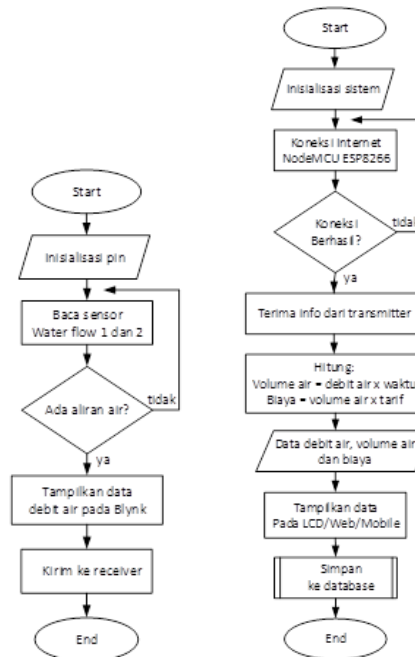 Start
Inisialisasi pin
Baca sensor
Water flow 1 dan 2
Ada aliran air?
tidak
ya
Tampilkan data
debit air pada Blynk
Kirim ke receiver
End
Start
Inisialisasi sistem
Koneksi Internet
NodeMCU ESP8266
Koneksi
Berhasil?
tidak
ya
Terima info dari transmitter
Hitung:
Volume air = debit air x waktu
Biaya = volume air x tarif
Data debit air, volume air
dan biaya
Tampilkan data
Pada LCD/Web/Mobile
Simpan
ke database
End